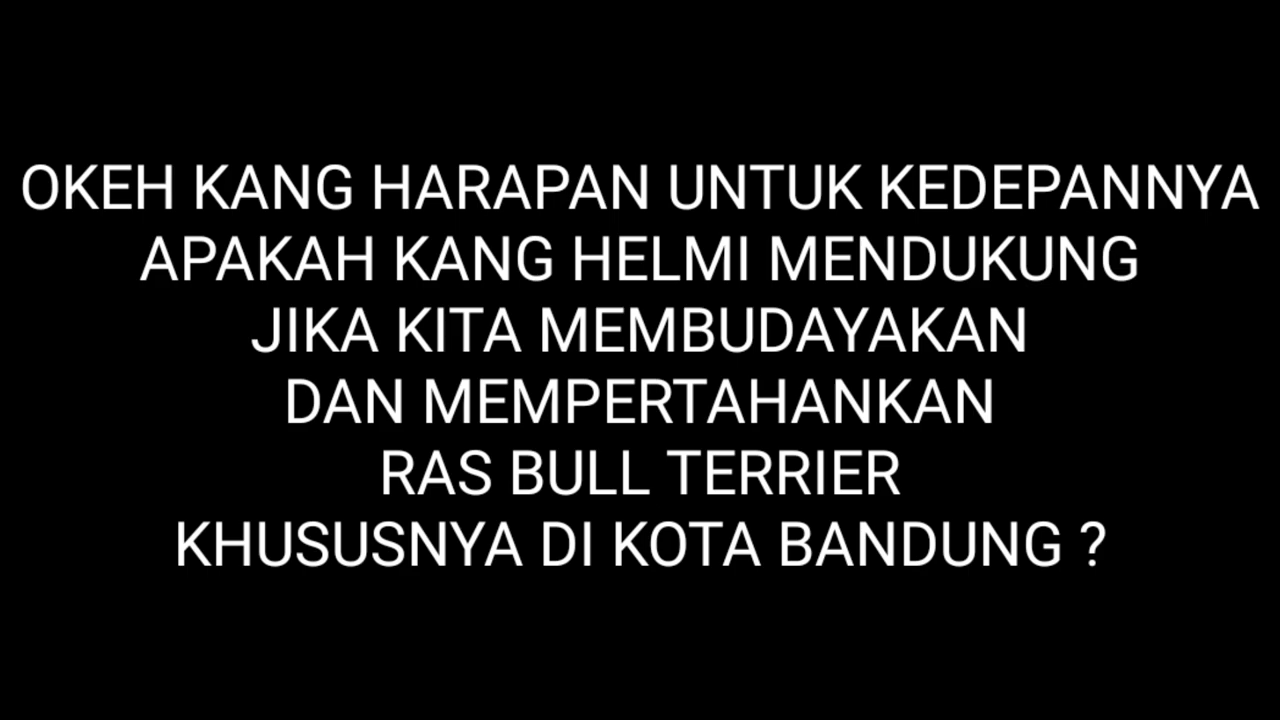 OKEH KANG HARAPAN UNTUK KEDEPANNYA
APAKAH KANG HELMI MENDUKUNG
JIKA KITA MEMBUDAYAKAN
DAN MEMPERTAHANKAN
RAS BULL TERRIER
KHUSUSNYA DI KOTA BANDUNG ?